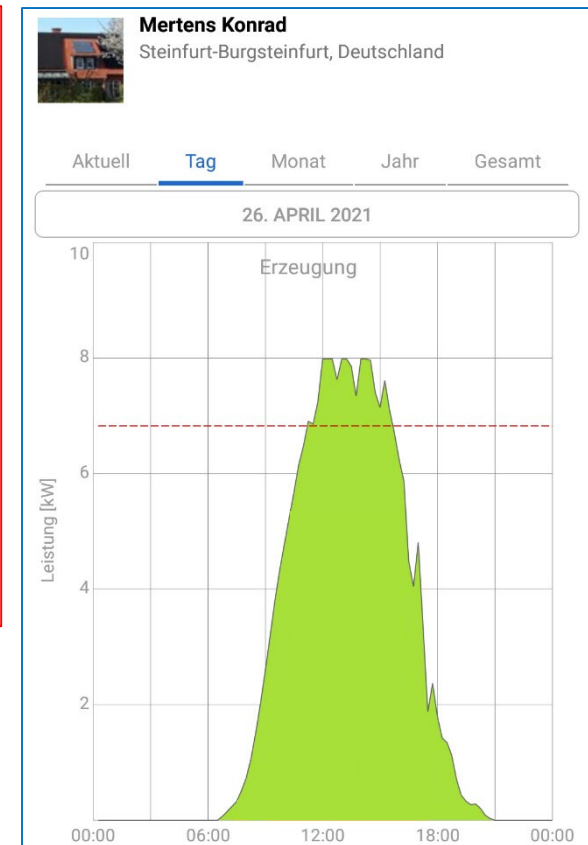 Mertens Konrad
Steinfurt-Burgsteinfurt, Deutschland
Aktuell Tag Monat Jahr Gesamt
26. APRIL 2021
Erzeugung
10
8
6
4
2
Leistung [kW]
00:00 06:00 12:00 18:00 00:00